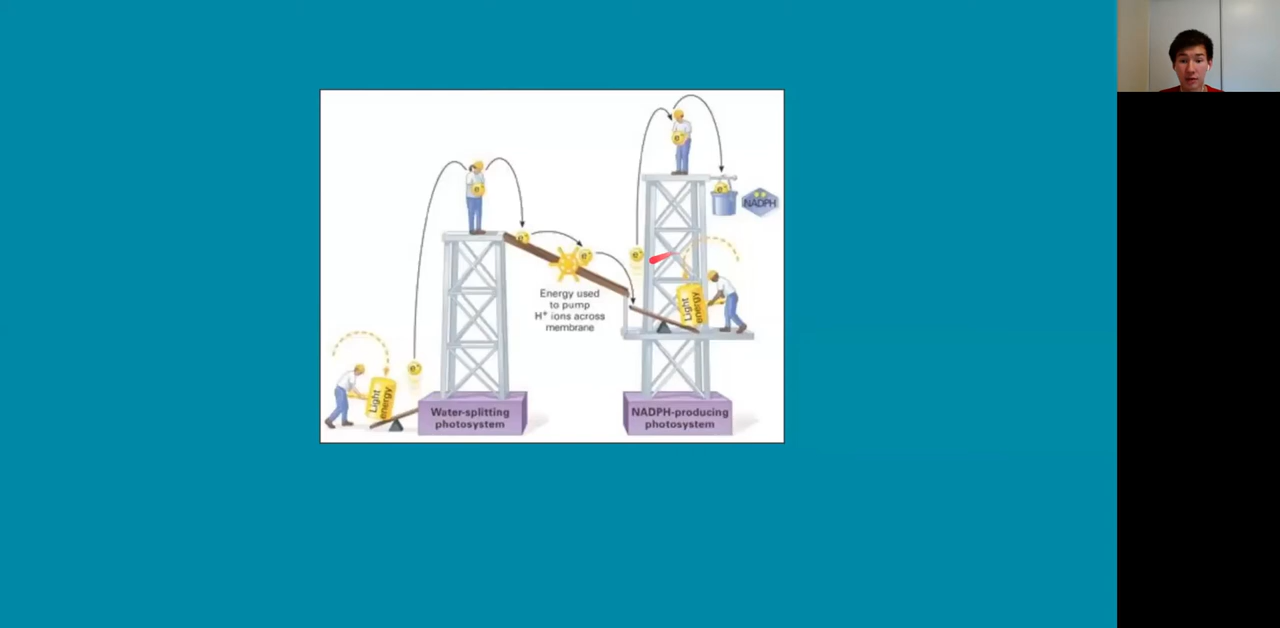 e⁻
e⁻
NADPH
e⁻
e⁻
e⁻
e⁻
Energy used
to pump
H⁺ ions across
membrane
Light
energy
e⁻
Light
energy
Water-splitting
photosystem
NADPH-producing
photosystem